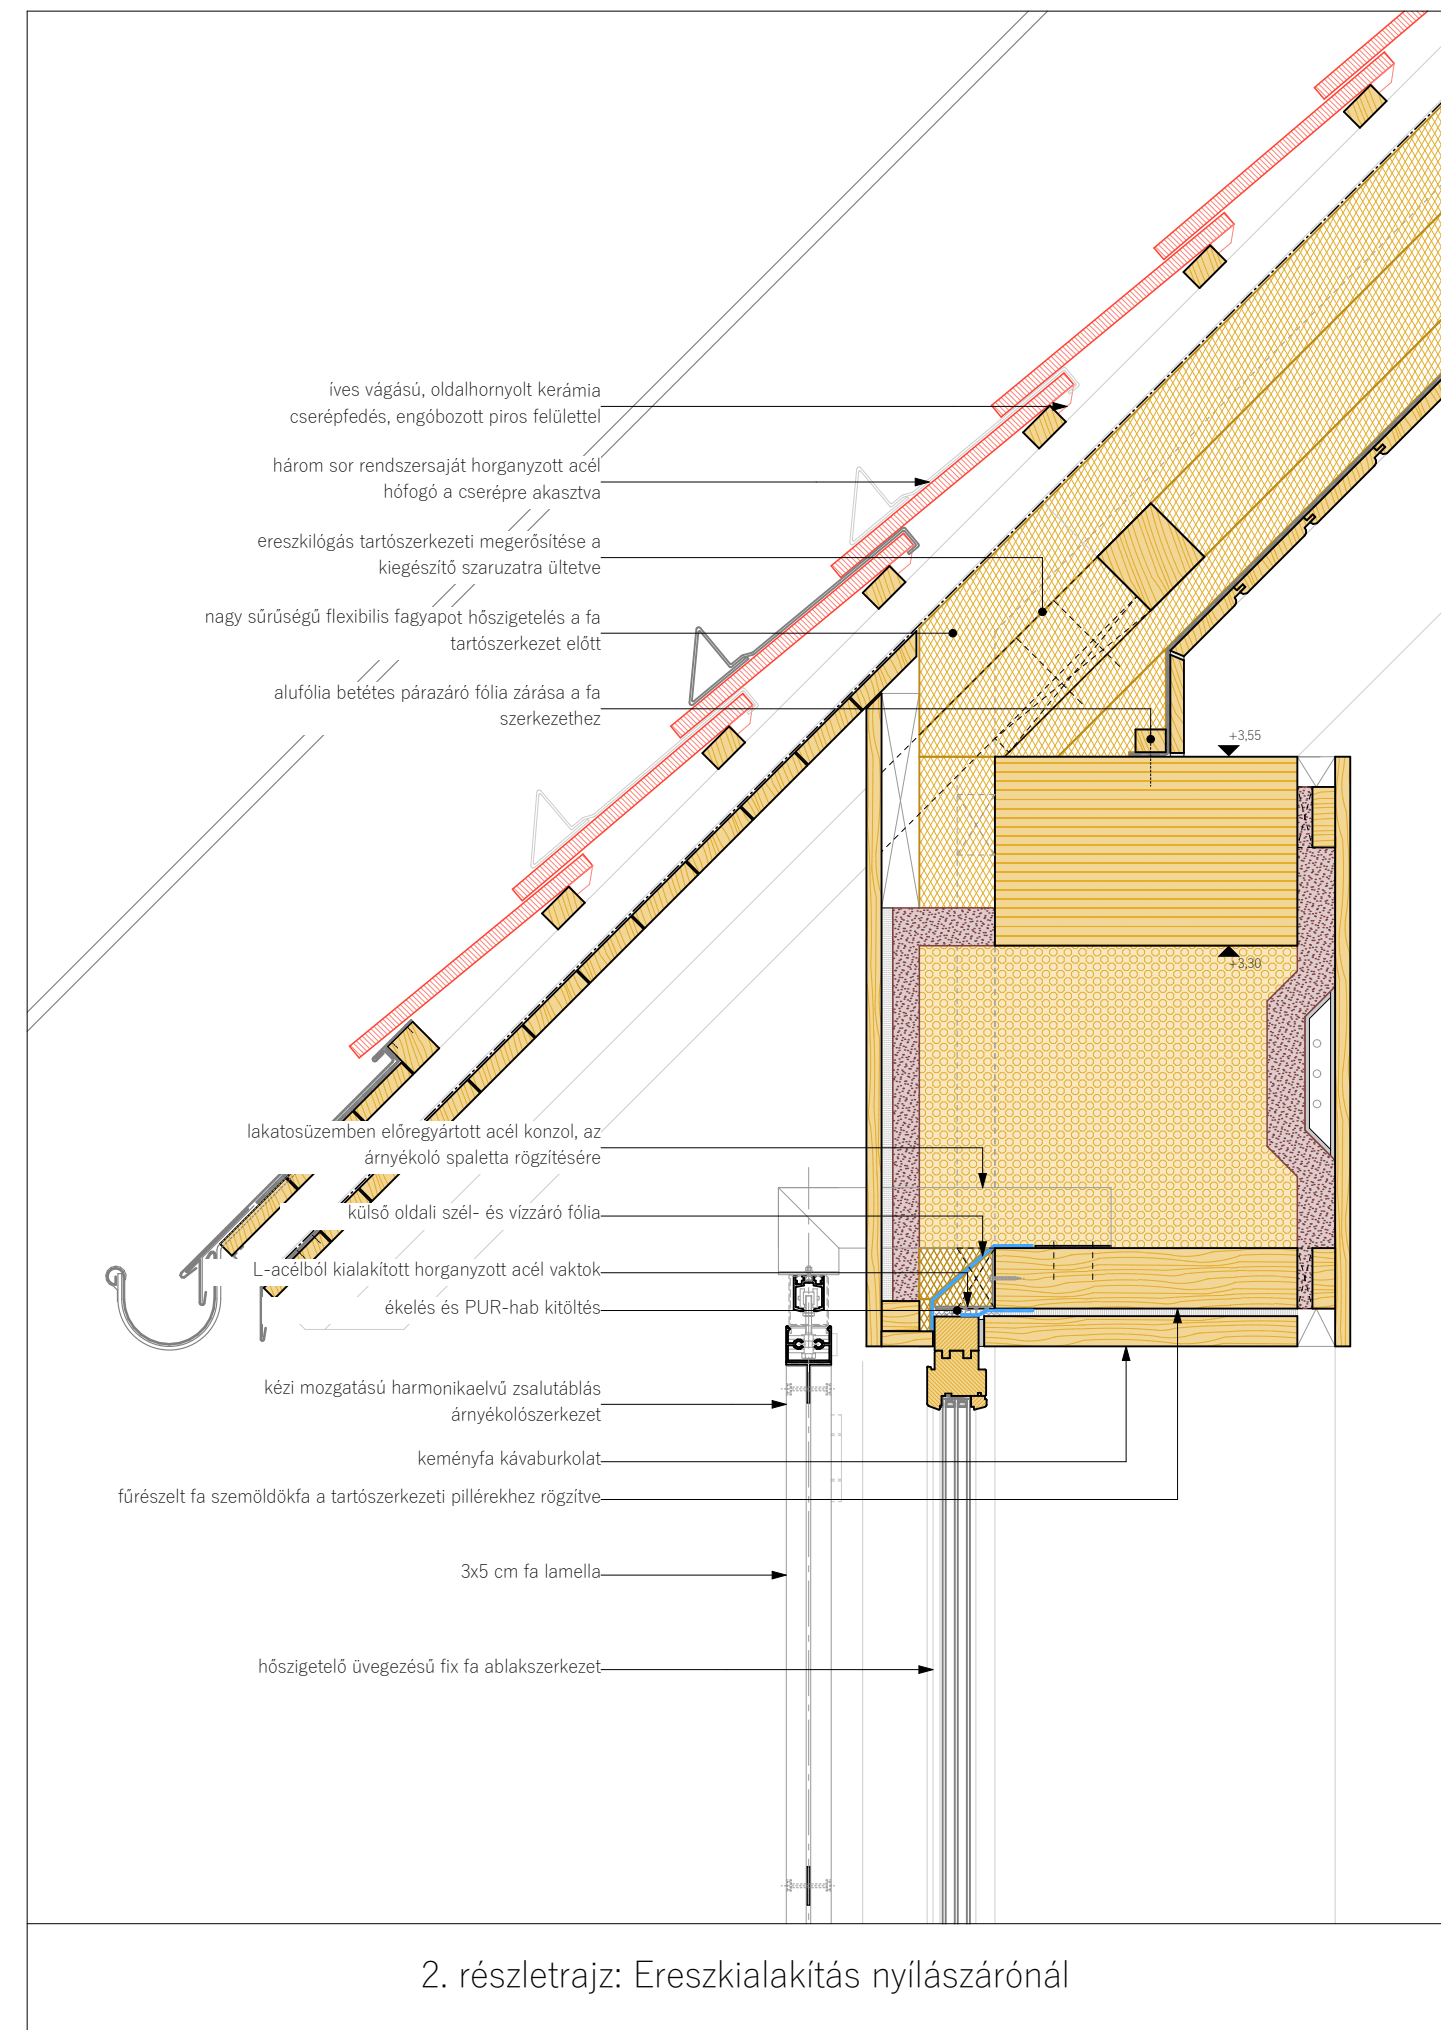 íves vágású, oldalhornyolt kerámia
cserépfedés, engóbozott piros felülettel
három sor rendszersaját horganyzott acél
hófogó a cserépre akasztva
ereszkilógás tartószerkezeti megerősítése a
kiegészítő szaruzatra ültetve
nagy sűrűségű flexibilis fagyapot hőszigetelés a fa
tartószerkezet előtt
alufólia betétes párazáró fólia zárása a fa
szerkezethez
+3,55
+3,30
lakatosüzemben előregyártott acél konzol, az
árnyékoló spaletta rögzítésére
külső oldali szél- és vízzáró fólia
L-acélból kialakított horganyzott acél vaktok
ékelés és PUR-hab kitöltés
kézi mozgatású harmonikaelvű zsalutáblás
árnyékolószerkezet
keményfa kávaburkolat
fűrészelt fa szemöldökfa a tartószerkezeti pillérekhez rögzítve
3x5 cm fa lamella
hőszigetelő üvegezésű fix fa ablakszerkezet
2. részletrajz: Ereszkialakítás nyílászárónál